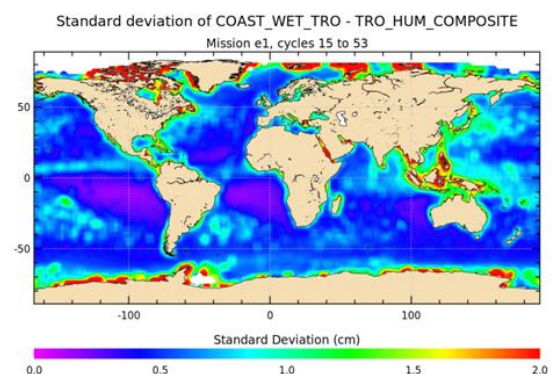 Standard deviation of COAST_WET_TRO - TRO_HUM_COMPOSITE
Mission e1, cycles 15 to 53
50
0
-50
-100 0 100
Standard Deviation (cm)
0.0 0.5 1.0 1.5 2.0